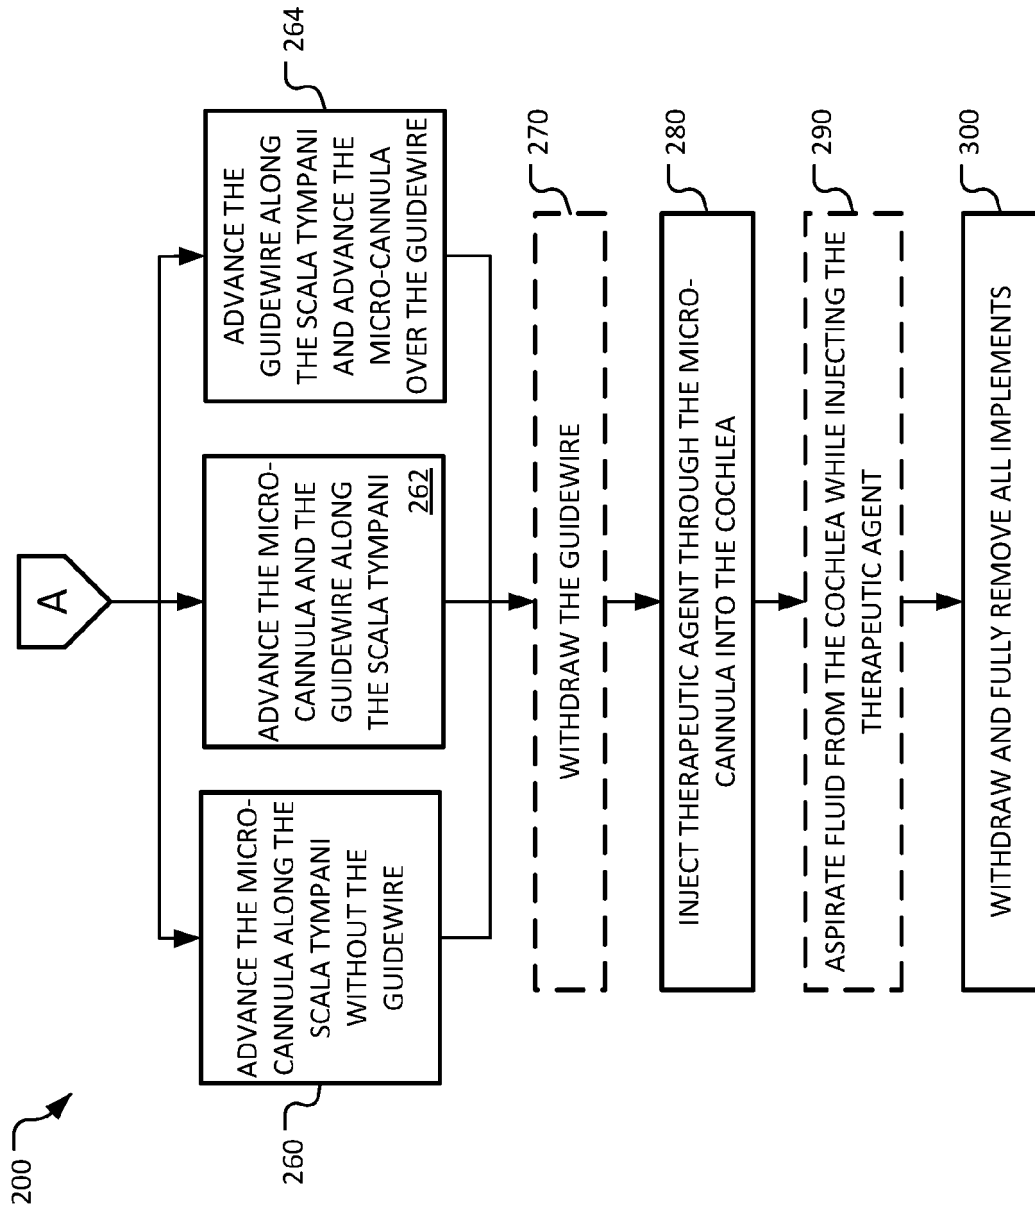 200
A
260
ADVANCE THE MICRO-
CANNULA ALONG THE
SCALA TYMPANI
WITHOUT THE
GUIDEWIRE
ADVANCE THE MICRO-
CANNULA AND THE
GUIDEWIRE ALONG
THE SCALA TYMPANI
262
ADVANCE THE
GUIDEWIRE ALONG
THE SCALA TYMPANI
AND ADVANCE THE
MICRO-CANNULA
OVER THE GUIDEWIRE
264
WITHDRAW THE GUIDEWIRE
270
INJECT THERAPEUTIC AGENT THROUGH THE MICRO-
CANNULA INTO THE COCHLEA
280
ASPIRATE FLUID FROM THE COCHLEA WHILE INJECTING THE
THERAPEUTIC AGENT
290
WITHDRAW AND FULLY REMOVE ALL IMPLEMENTS
300